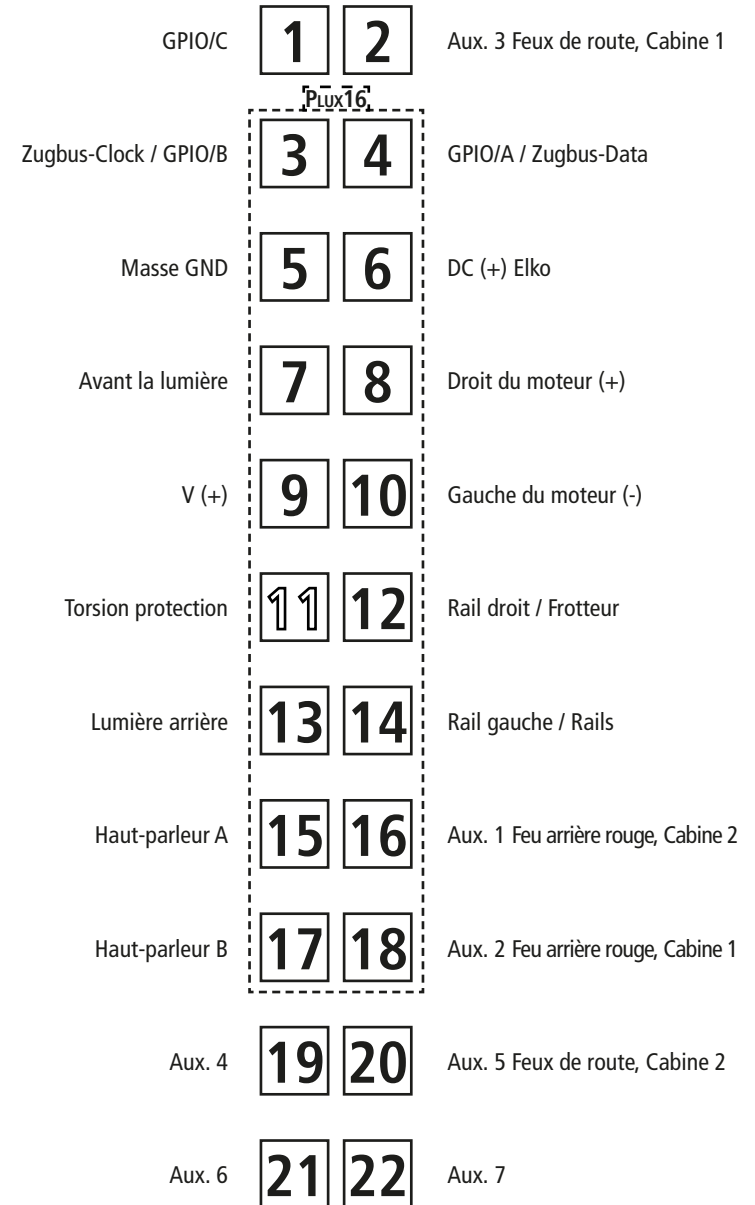 GPIO/C 1 2 Aux. 3 Feux de route, Cabine 1
PLUX16
Zugbus-Clock / GPIO/B 3 4 GPIO/A / Zugbus-Data
Masse GND 5 6 DC (+) Elko
Avant la lumière 7 8 Droit du moteur (+)
V (+) 9 10 Gauche du moteur (-)
Torsion protection 11 12 Rail droit / Frotteur
Lumière arrière 13 14 Rail gauche / Rails
Haut-parleur A 15 16 Aux. 1 Feu arrière rouge, Cabine 2
Haut-parleur B 17 18 Aux. 2 Feu arrière rouge, Cabine 1
Aux. 4 19 20 Aux. 5 Feux de route, Cabine 2
Aux. 6 21 22 Aux. 7